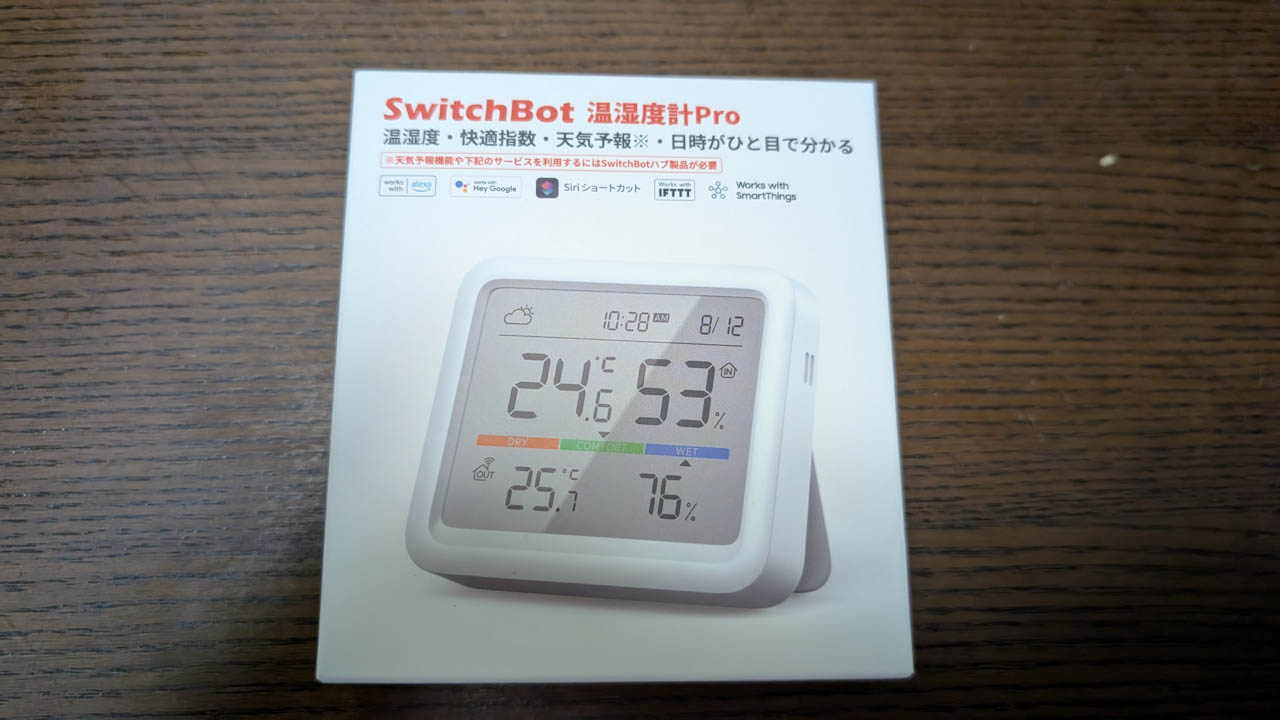 SwitchBot 温湿度計Pro
温湿度・快適指数・天気予報※・日時がひと目で分かる
※天気予報機能や下記のサービスを利用するにはSwitchBotハブ製品が必要
works with alexa
works with Hey Google
Siri ショートカット
Works with IFTTT
Works with SmartThings
10:28 AM 8/12
24.6 °C 53 % IN
DRY COMFORT WET
OUT 25.7 °C 76 %